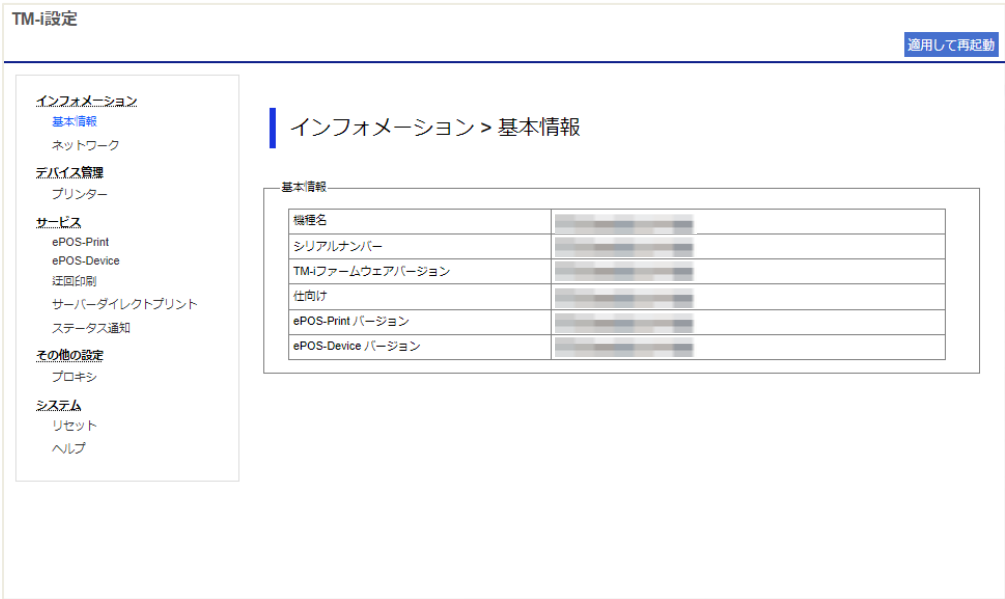 TM-i設定
適用して再起動
インフォメーション
基本情報
ネットワーク
デバイス管理
プリンター
サービス
ePOS-Print
ePOS-Device
迂回印刷
サーバーダイレクトプリント
ステータス通知
その他の設定
プロキシ
システム
リセット
ヘルプ
インフォメーション > 基本情報
基本情報
機種名
シリアルナンバー
TM-iファームウェアバージョン
仕向け
ePOS-Print バージョン
ePOS-Device バージョン